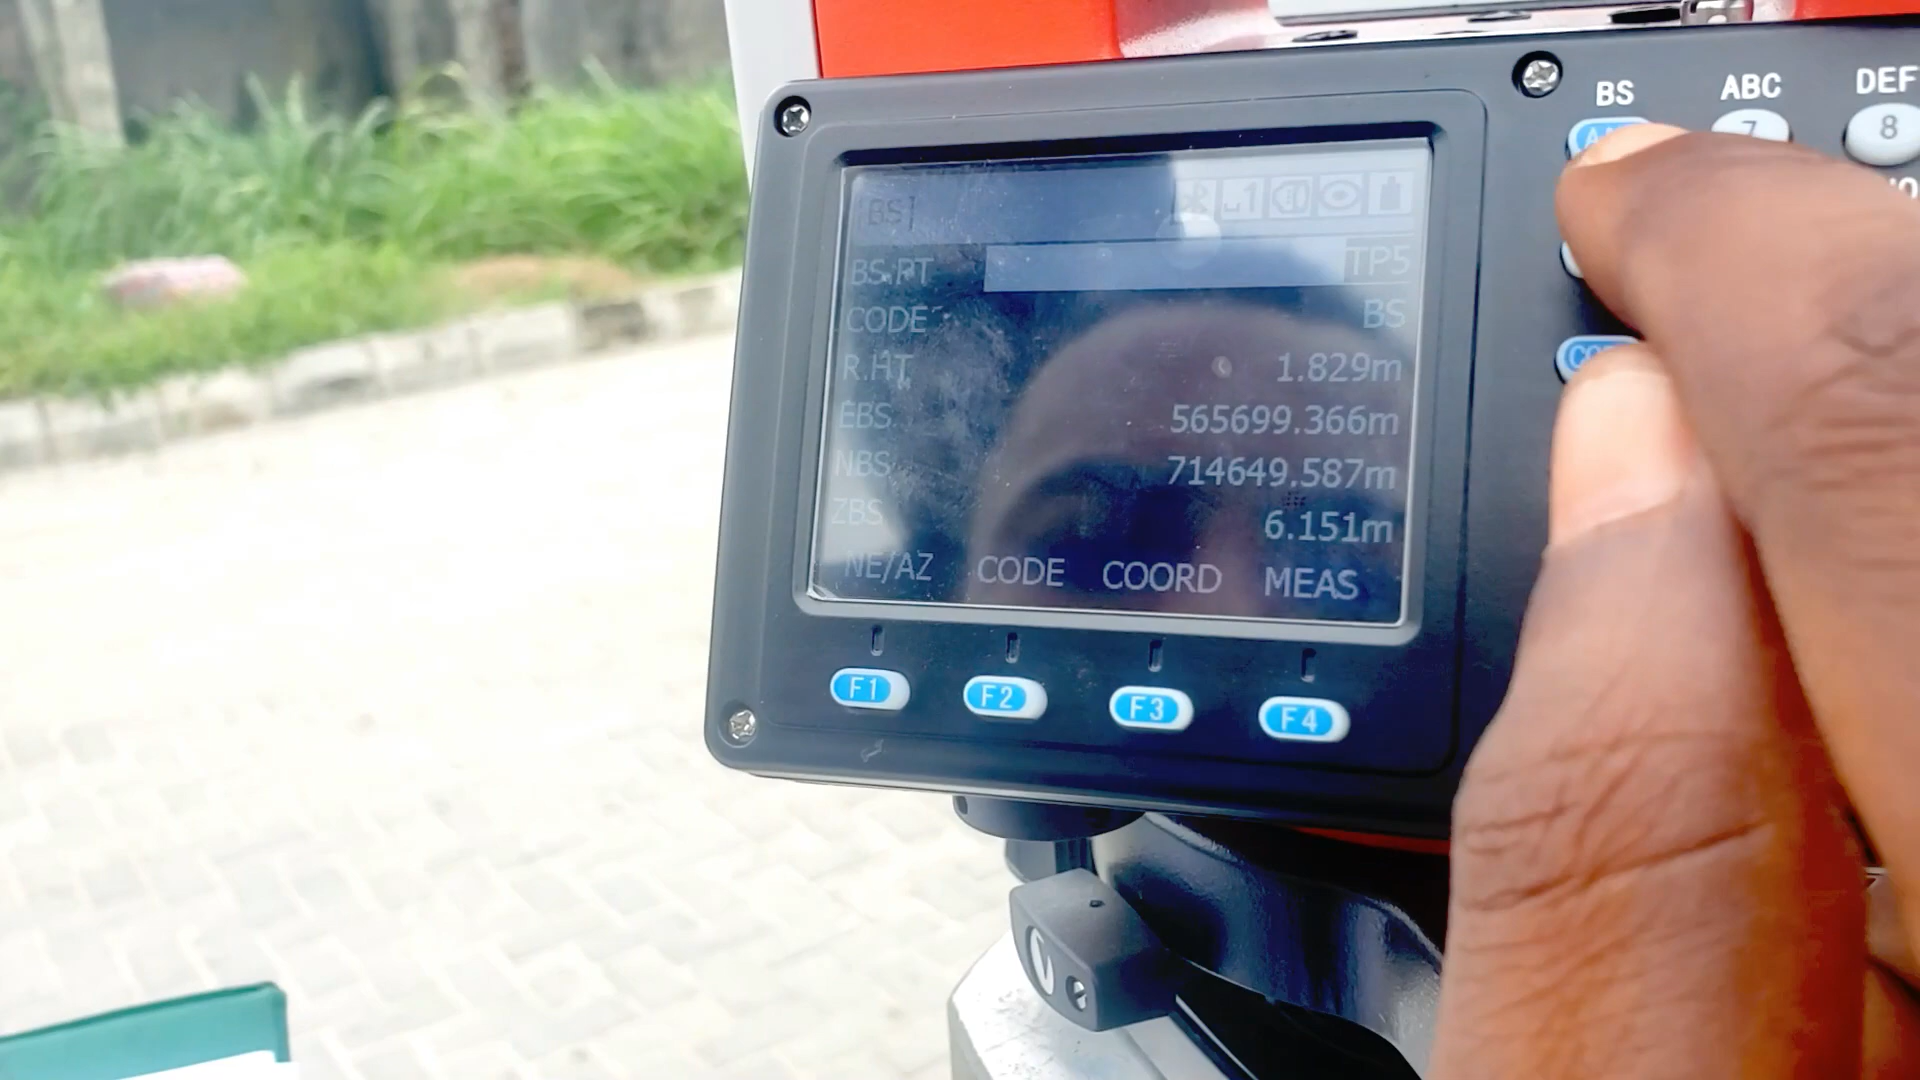 BS ABC DEF
7 8
BS
BS.PT TP5
CODE BS
R.HT 1.829m
EBS 565699.366m
NBS 714649.587m
ZBS 6.151m
NE/AZ CODE COORD MEAS
F1 F2 F3 F4